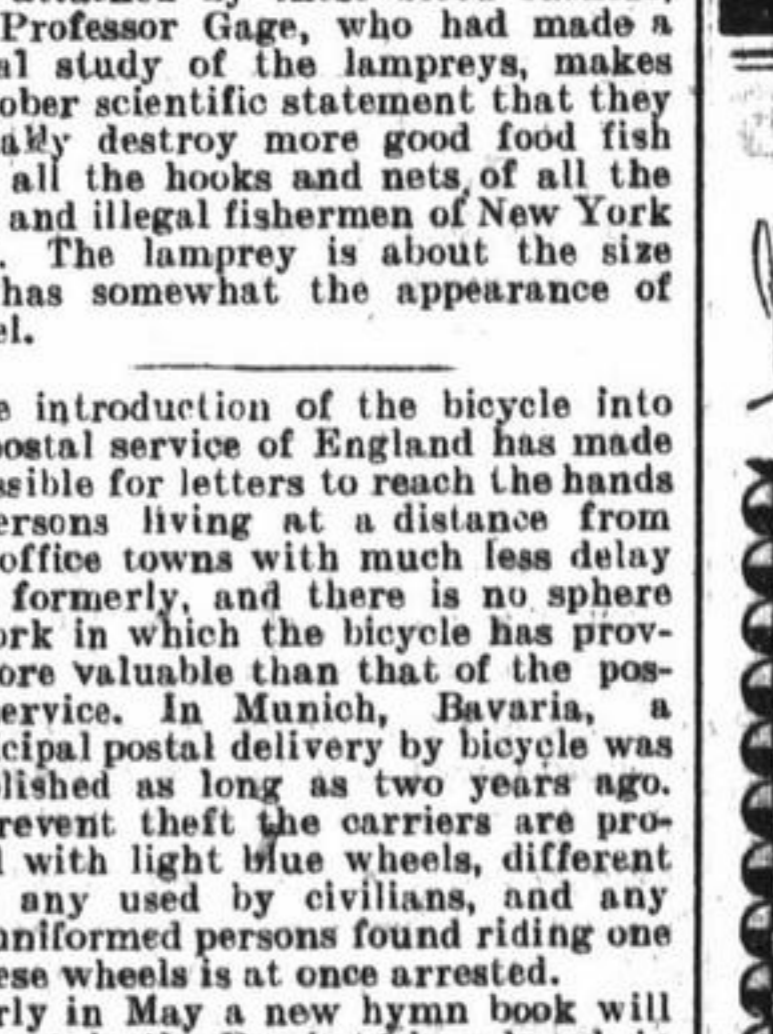 Professor Gage, who had made a
al study of the lampreys, makes
ober scientific statement that they
ally destroy more good food fish
all the hooks and nets of all the
and illegal fishermen of New York
. The lamprey is about the size
has somewhat the appearance of
el.
e introduction of the bicycle into
postal service of England has made
ssible for letters to reach the hands
ersons living at a distance from
office towns with much less delay
formerly, and there is no sphere
ork in which the bicycle has prov-
ore valuable than that of the pos-
ervice. In Munich, Bavaria, a
cipal postal delivery by bicycle was
lished as long as two years ago.
revent theft the carriers are pro-
d with light blue wheels, different
any used by civilians, and any
uniformed persons found riding one
ese wheels is at once arrested.
rly in May a new hymn book will